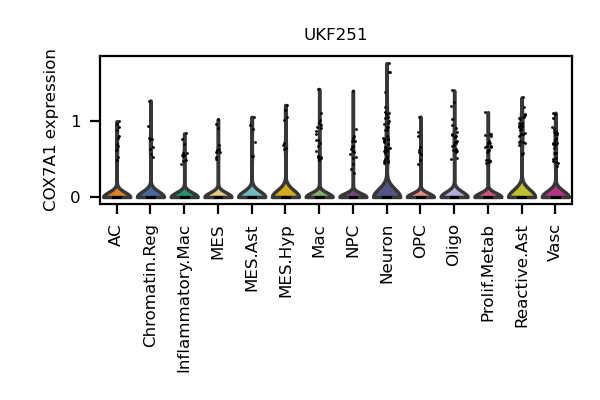 UKF251
COX7A1 expression
1
0
AC
Chromatin.Reg
Inflammatory.Mac
MES
MES.Ast
MES.Hyp
Mac
NPC
Neuron
OPC
Oligo
Prolif.Metab
Reactive.Ast
Vasc